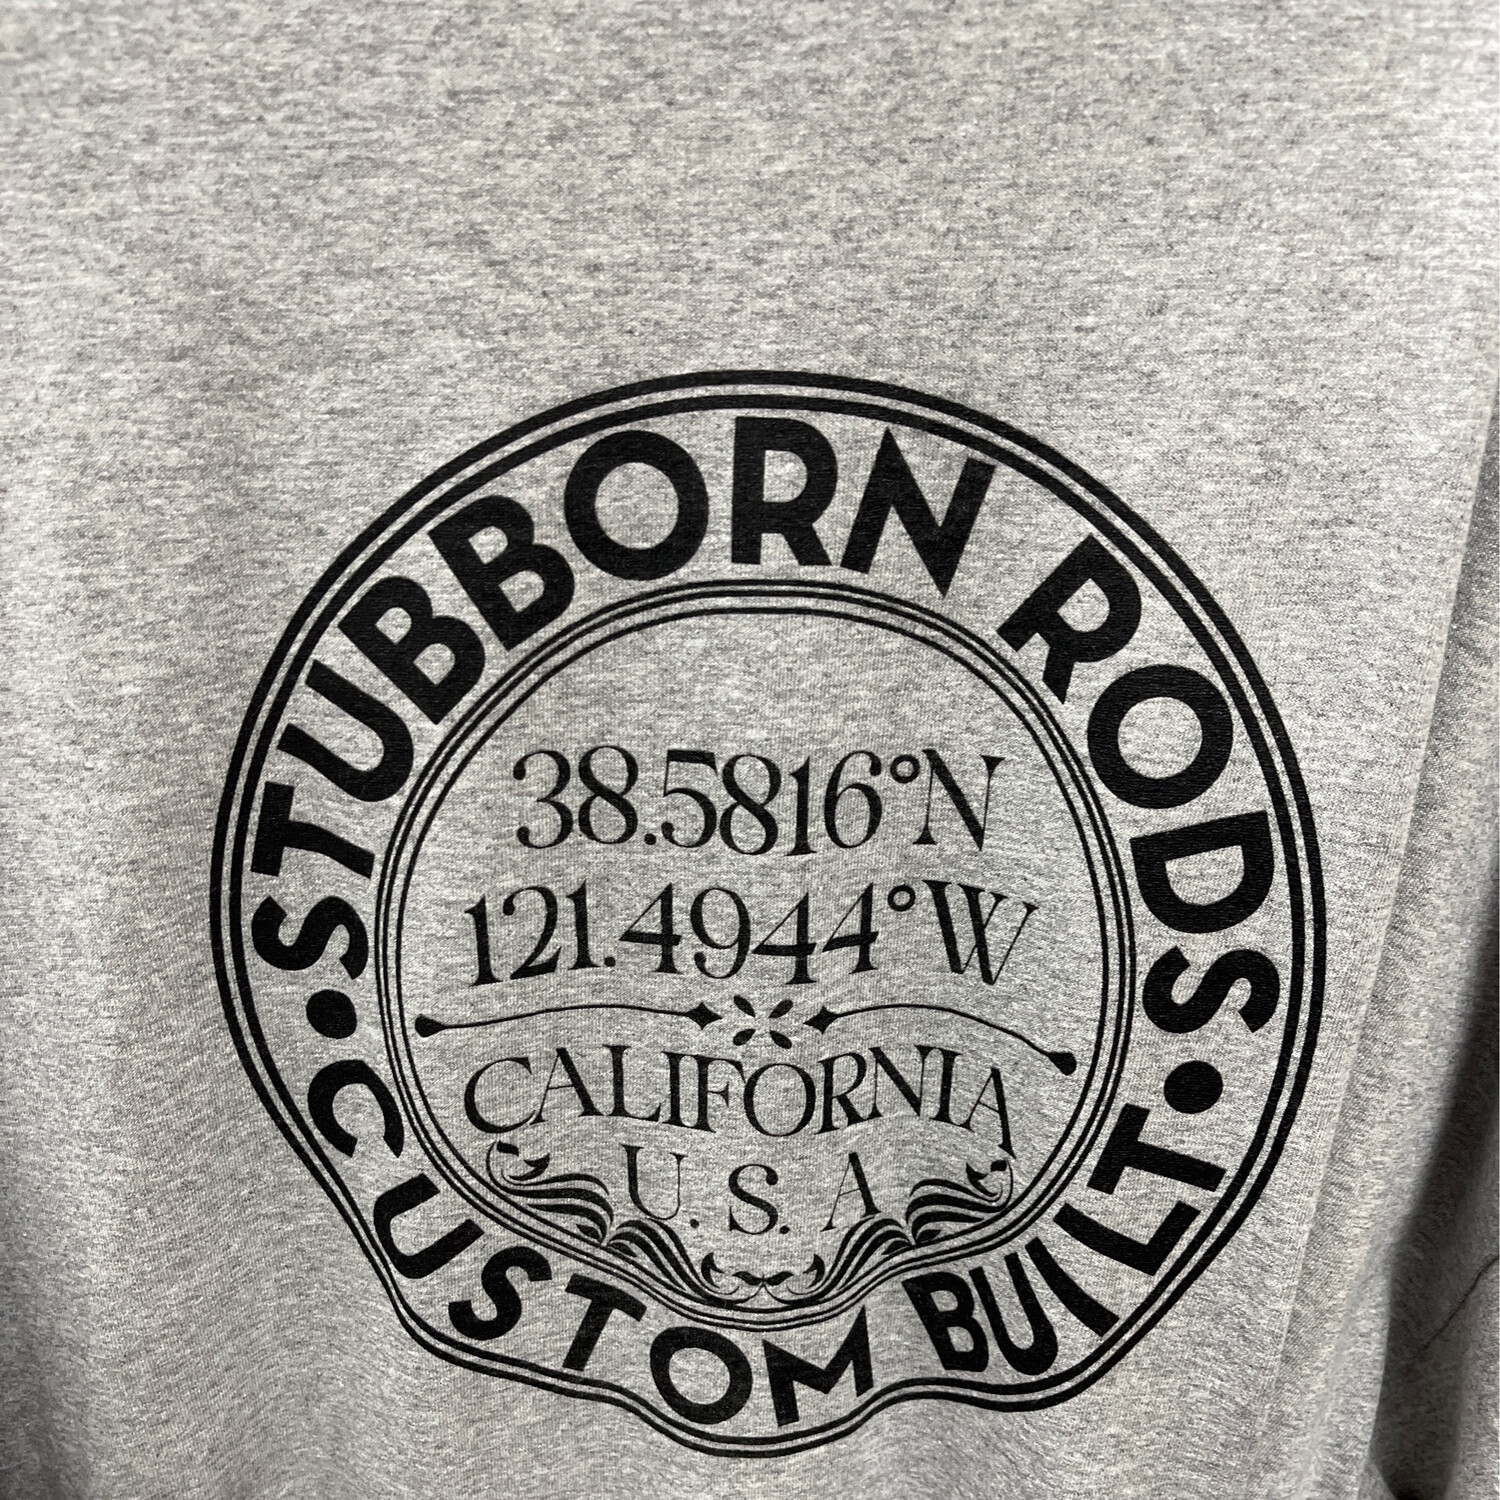 STUBBORN RODS
38.5816°N
121.4944°W
CALIFORNIA
U. S. A
CUSTOM BUILT